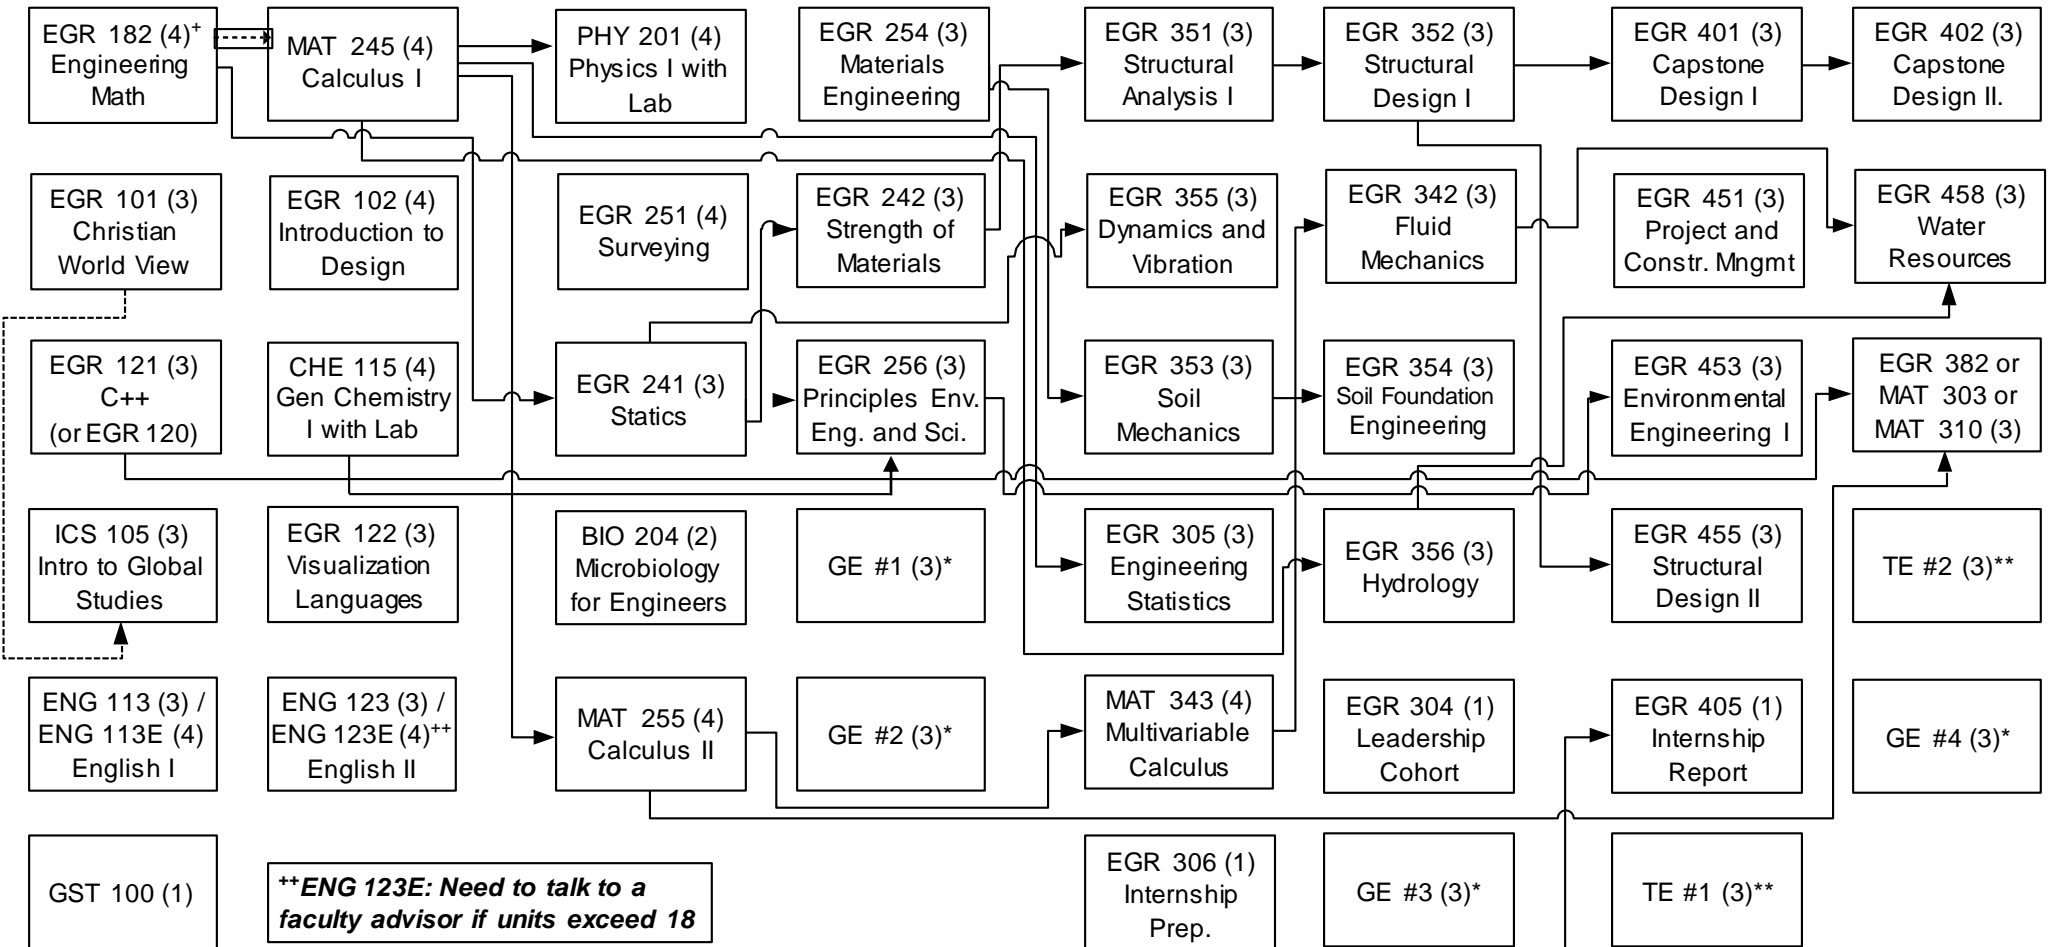 EGR 182 (4)+
Engineering
Math
MAT 245 (4)
Calculus I
PHY 201 (4)
Physics I with
Lab
EGR 254 (3)
Materials
Engineering
EGR 351 (3)
Structural
Analysis I
EGR 352 (3)
Structural
Design I
EGR 401 (3)
Capstone
Design I
EGR 402 (3)
Capstone
Design II.
EGR 101 (3)
Christian
World View
EGR 102 (4)
Introduction to
Design
EGR 251 (4)
Surveying
EGR 242 (3)
Strength of
Materials
EGR 355 (3)
Dynamics and
Vibration
EGR 342 (3)
Fluid
Mechanics
EGR 451 (3)
Project and
Constr. Mngmt
EGR 458 (3)
Water
Resources
EGR 121 (3)
C++
(or EGR 120)
CHE 115 (4)
Gen Chemistry
I with Lab
EGR 241 (3)
Statics
EGR 256 (3)
Principles Env.
Eng. and Sci.
EGR 353 (3)
Soil
Mechanics
EGR 354 (3)
Soil Foundation
Engineering
EGR 453 (3)
Environmental
Engineering I
EGR 382 or
MAT 303 or
MAT 310 (3)
ICS 105 (3)
Intro to Global
Studies
EGR 122 (3)
Visualization
Languages
BIO 204 (2)
Microbiology
for Engineers
GE #1 (3)*
EGR 305 (3)
Engineering
Statistics
EGR 356 (3)
Hydrology
EGR 455 (3)
Structural
Design II
TE #2 (3)**
ENG 113 (3) /
ENG 113E (4)
English I
ENG 123 (3) /
ENG 123E (4)++
English II
MAT 255 (4)
Calculus II
GE #2 (3)*
MAT 343 (4)
Multivariable
Calculus
EGR 304 (1)
Leadership
Cohort
EGR 405 (1)
Internship
Report
GE #4 (3)*
GST 100 (1)
++ENG 123E: Need to talk to a
faculty advisor if units exceed 18
EGR 306 (1)
Internship
Prep.
GE #3 (3)*
TE #1 (3)**